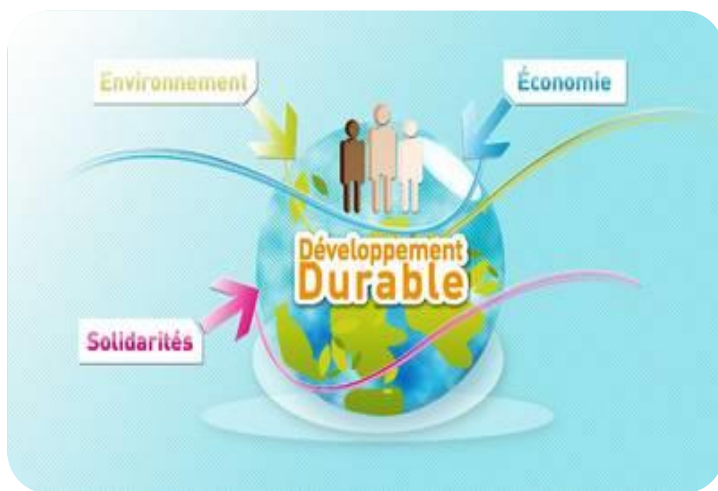 Environnement
Économie
Développement
Durable
Solidarités